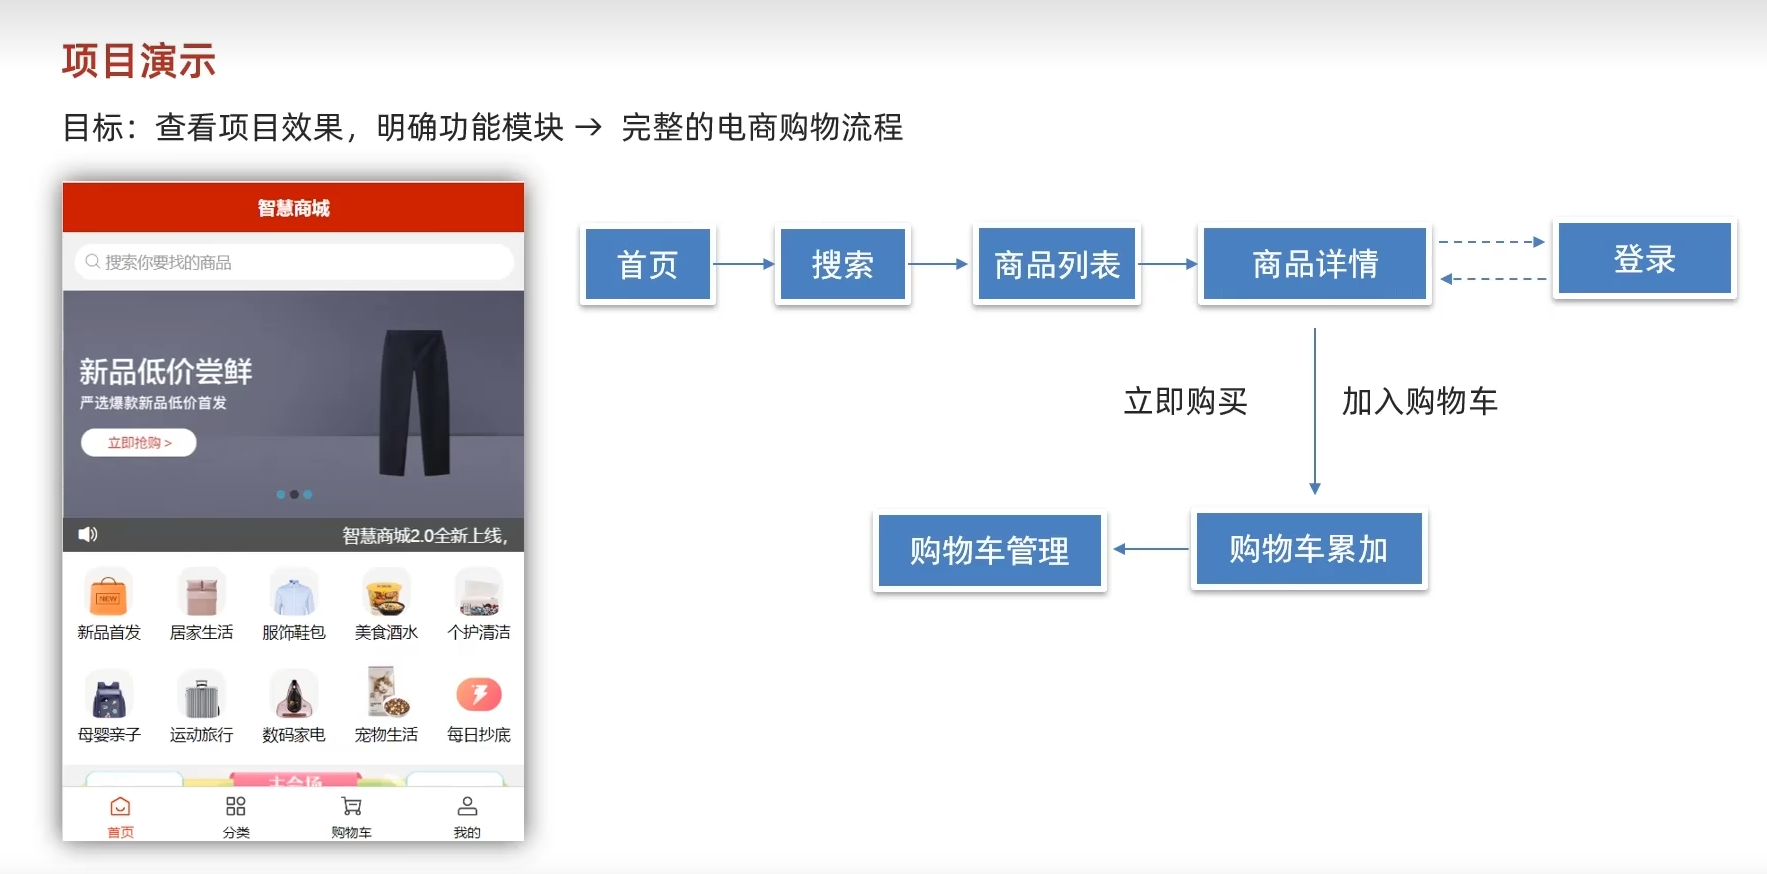 项目演示
目标：查看项目效果，明确功能模块 → 完整的电商购物流程
智慧商城
搜索你要找的商品
新品低价尝鲜
严选爆款新品低价首发
立即抢购 >
智慧商城2.0全新上线，
NEW
新品首发 居家生活 服饰鞋包 美食酒水 个护清洁
母婴亲子 运动旅行 数码家电 宠物生活 每日抄底
主会场
首页 分类 购物车 我的
首页 搜索 商品列表 商品详情 登录
立即购买 加入购物车
购物车管理 购物车累加